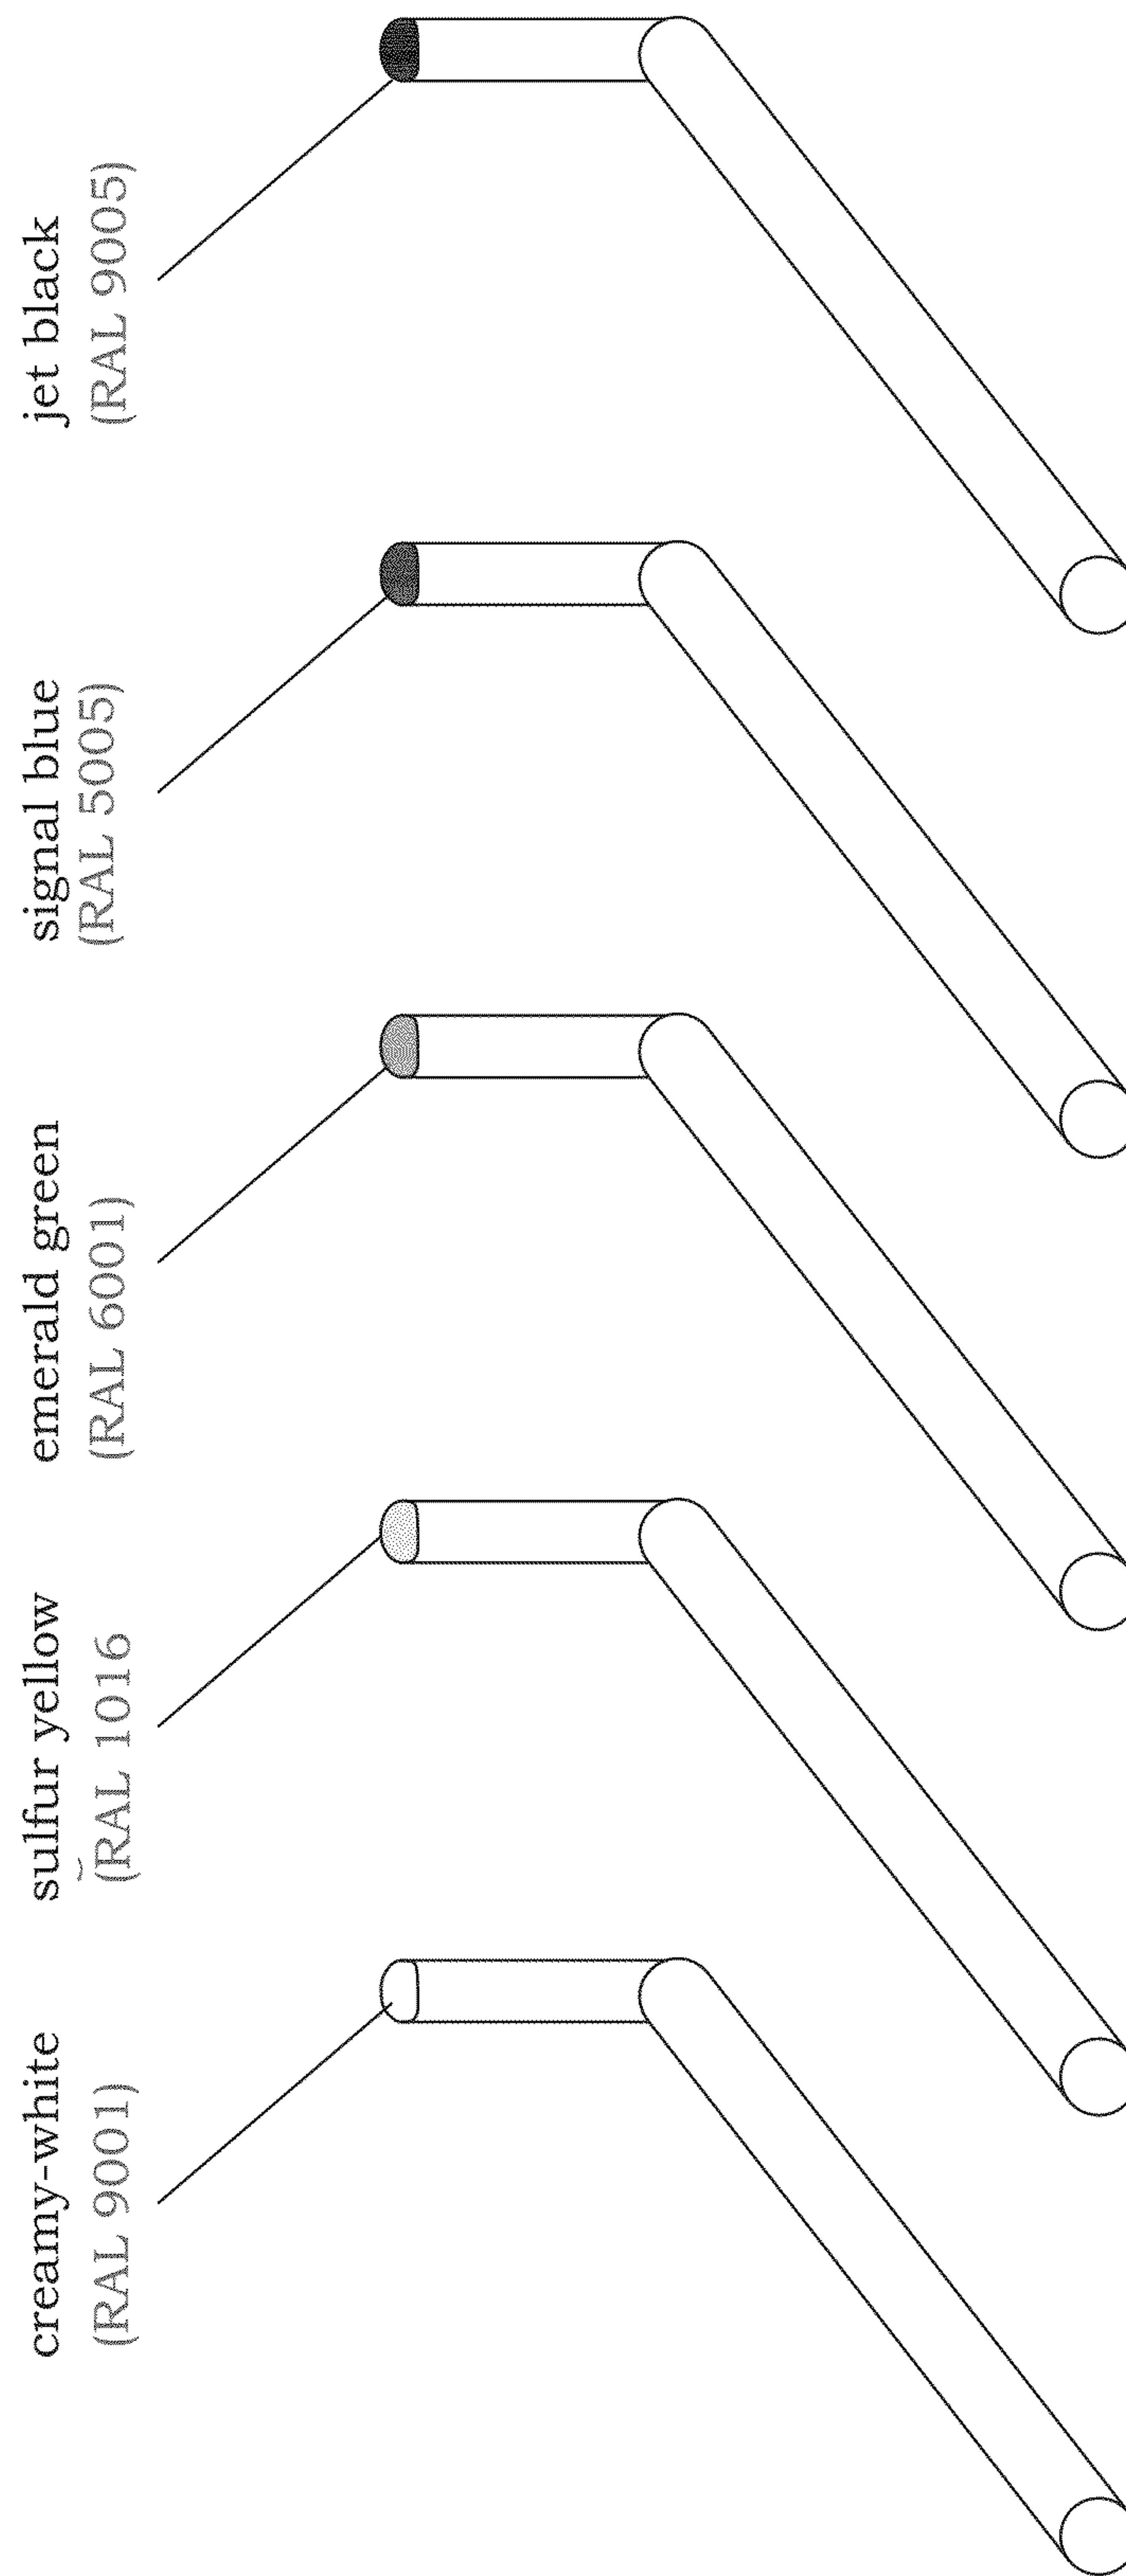 creamy-white
(RAL 9001)
sulfur yellow
(RAL 1016
emerald green
(RAL 6001)
signal blue
(RAL 5005)
jet black
(RAL 9005)